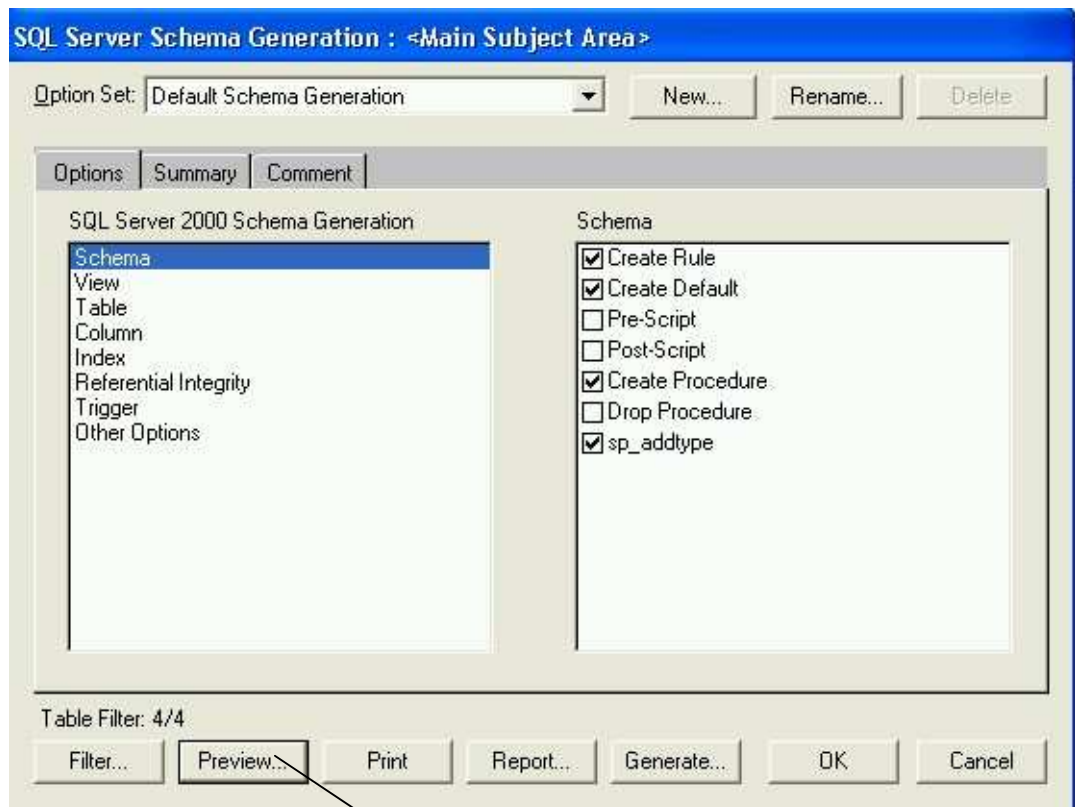 SQL Server Schema Generation : <Main Subject Area>
Option Set: Default Schema Generation New... Rename... Delete
Options Summary Comment
SQL Server 2000 Schema Generation
Schema
View
Table
Column
Index
Referential Integrity
Trigger
Other Options
Schema
Create Rule
Create Default
Pre-Script
Post-Script
Create Procedure
Drop Procedure
sp_addtype
Table Filter: 4/4
Filter... Preview... Print Report... Generate... OK Cancel